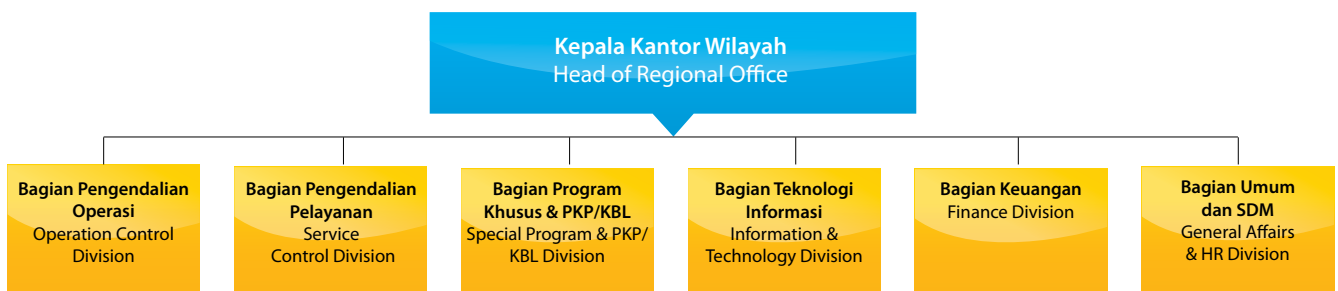 Kepala Kantor Wilayah
Head of Regional Office
Bagian Pengendalian
Operasi
Operation Control
Division
Bagian Pengendalian
Pelayanan
Service
Control Division
Bagian Program
Khusus & PKP/KBL
Special Program & PKP/
KBL Division
Bagian Teknologi
Informasi
Information &
Technology Division
Bagian Keuangan
Finance Division
Bagian Umum
dan SDM
General Affairs
& HR Division